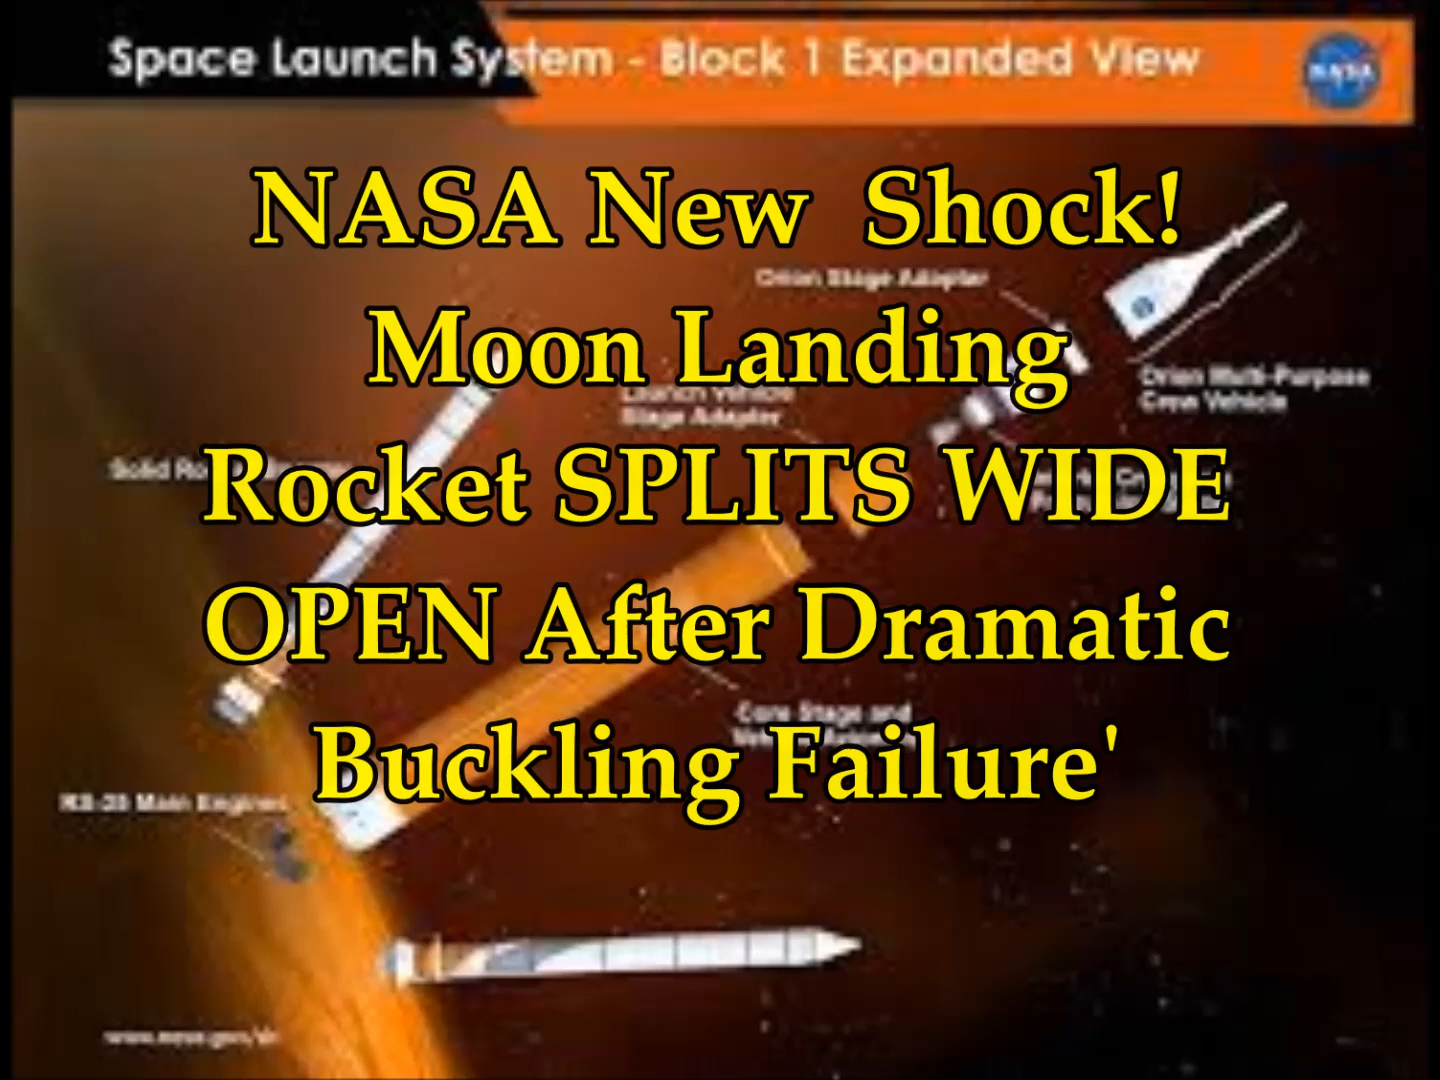 Space Launch System - Block 1 Expanded View
NASA
NASA New Shock!
Orion Stage Adapter
Moon Landing
Orion Multi-Purpose
Crew Vehicle
Launch Vehicle
Stage Adapter
Solid
Rocket SPLITS WIDE
OPEN After Dramatic
Core Stage and
Buckling Failure'
RS-25 Main Engines